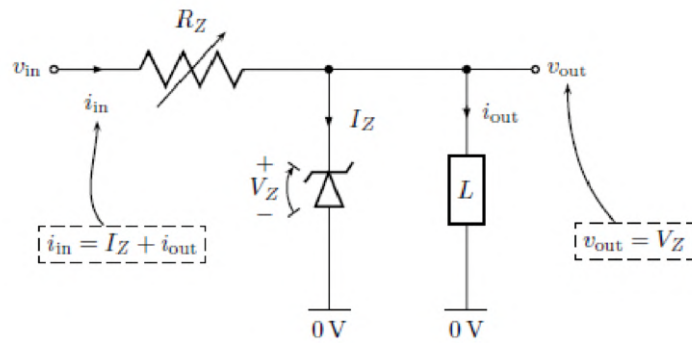 R_Z
v_in
v_out
i_in
I_Z
i_out
+
V_Z
−
L
i_in = I_Z + i_out
v_out = V_Z
0 V
0 V